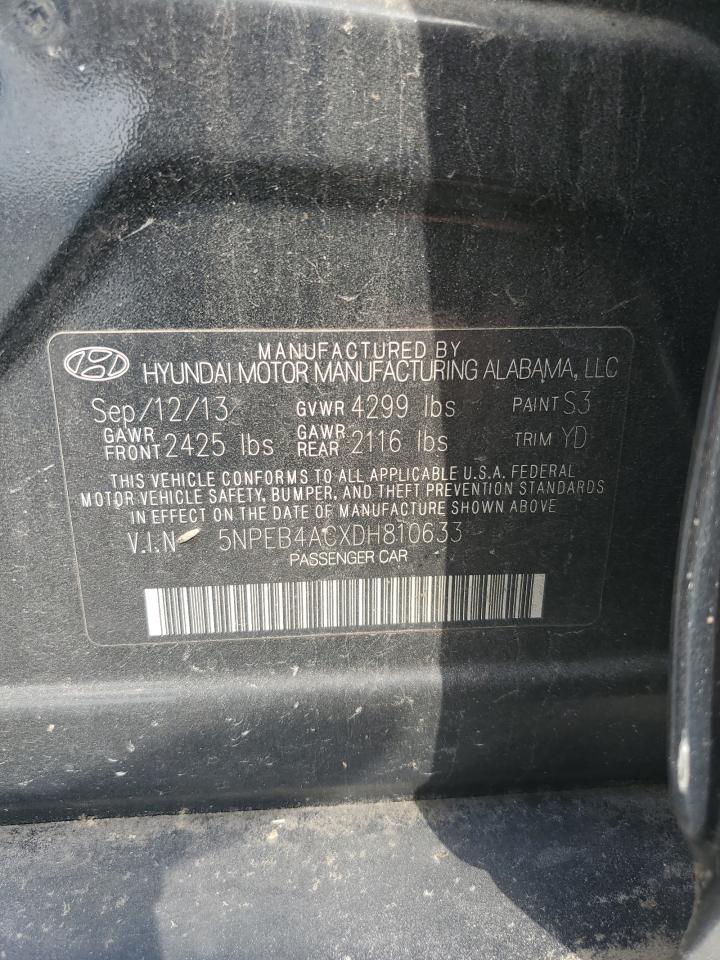 MANUFACTURED BY
HYUNDAI MOTOR MANUFACTURING ALABAMA, LLC
Sep/12/13 GVWR 4299 lbs PAINT S3
GAWR FRONT 2425 lbs GAWR REAR 2116 lbs TRIM YD
THIS VEHICLE CONFORMS TO ALL APPLICABLE U.S.A. FEDERAL
MOTOR VEHICLE SAFETY, BUMPER, AND THEFT PREVENTION STANDARDS
IN EFFECT ON THE DATE OF MANUFACTURE SHOWN ABOVE.
V.I.N 5NPEB4ACXDH810633
PASSENGER CAR